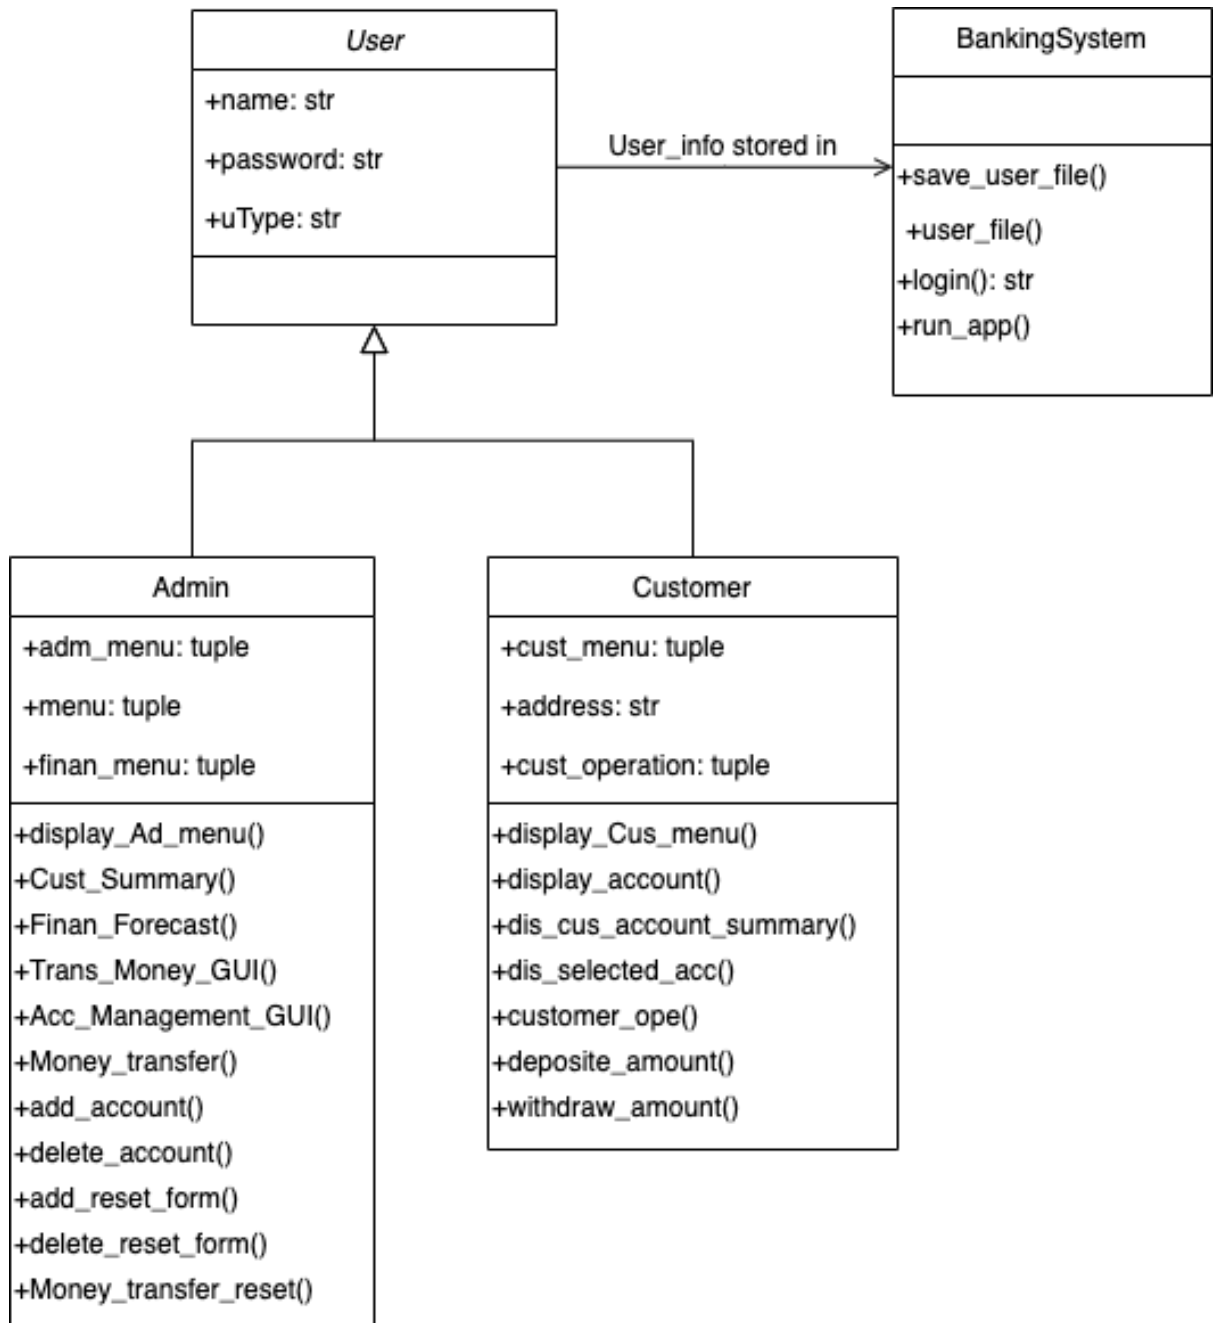 User
+name: str
+password: str
+uType: str
User_info stored in
BankingSystem
+save_user_file()
+user_file()
+login(): str
+run_app()
Admin
+adm_menu: tuple
+menu: tuple
+finan_menu: tuple
+display_Ad_menu()
+Cust_Summary()
+Finan_Forecast()
+Trans_Money_GUI()
+Acc_Management_GUI()
+Money_transfer()
+add_account()
+delete_account()
+add_reset_form()
+delete_reset_form()
+Money_transfer_reset()
Customer
+cust_menu: tuple
+address: str
+cust_operation: tuple
+display_Cus_menu()
+display_account()
+dis_cus_account_summary()
+dis_selected_acc()
+customer_ope()
+deposite_amount()
+withdraw_amount()